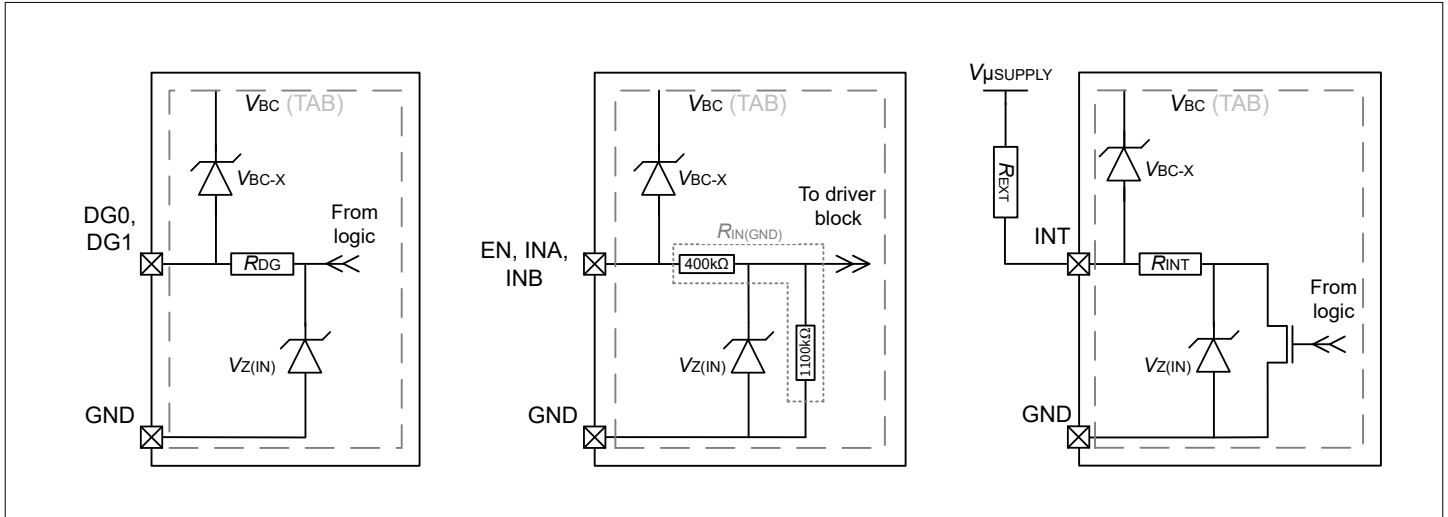 VBC (TAB)
VBC-X
DG0,
DG1
From
logic
RDG
VZ(IN)
GND
VBC (TAB)
VBC-X
To driver
block
RIN(GND)
EN, INA,
INB
400kΩ
1100kΩ
VZ(IN)
GND
VμSUPPLY
VBC (TAB)
REXT
VBC-X
INT
RINT
From
logic
VZ(IN)
GND